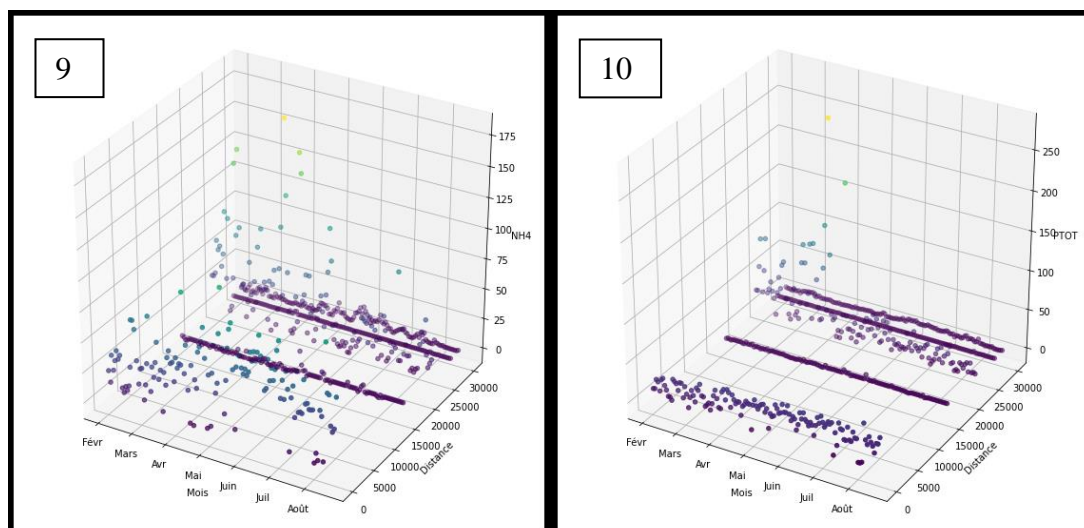 9
175
150
125
100
NH4
75
50
25
0
30000
25000
20000
15000
10000
5000
0
Distance
Févr
Mars
Avr
Mai
Juin
Juil
Août
Mois
10
250
200
150
PTOT
100
50
0
30000
25000
20000
15000
10000
5000
0
Distance
Févr
Mars
Avr
Mai
Juin
Juil
Août
Mois